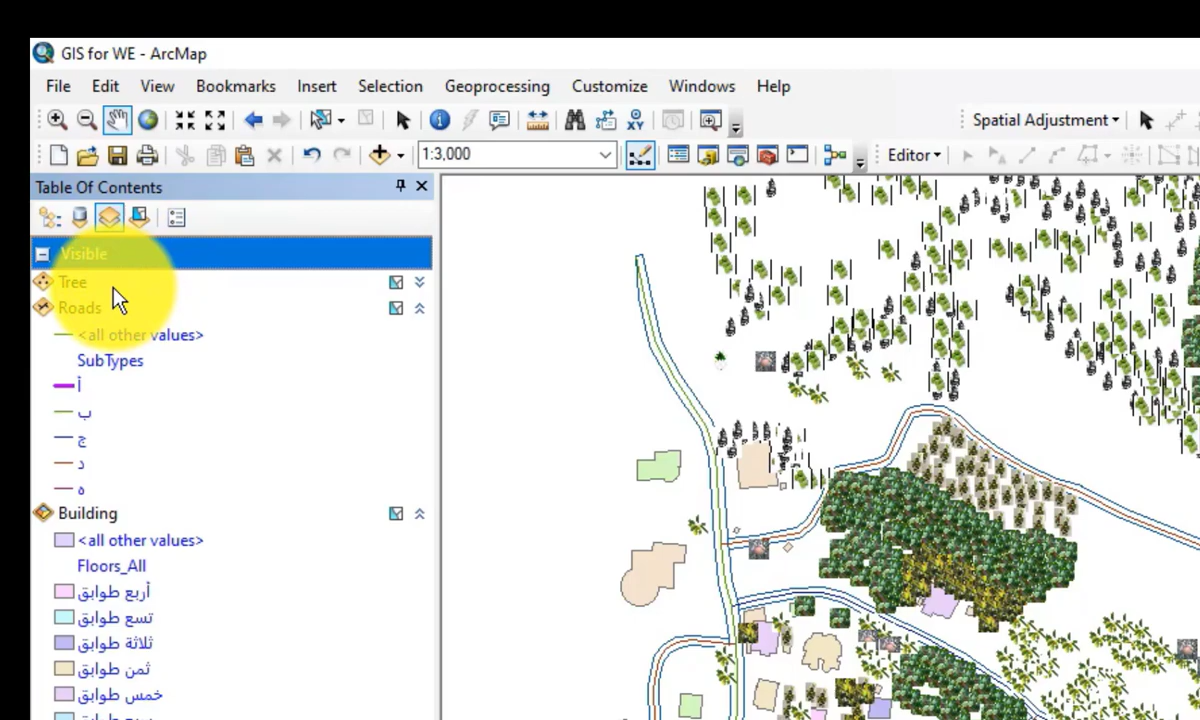 GIS for WE - ArcMap
File Edit View Bookmarks Insert Selection Geoprocessing Customize Windows Help
Spatial Adjustment
1:3,000
Editor
Table Of Contents
Visible
Tree
Roads
<all other values>
SubTypes
أ
ب
ج
د
ه
Building
<all other values>
Floors_All
أربع طوابق
تسع طوابق
ثلاثة طوابق
ثمن طوابق
خمس طوابق